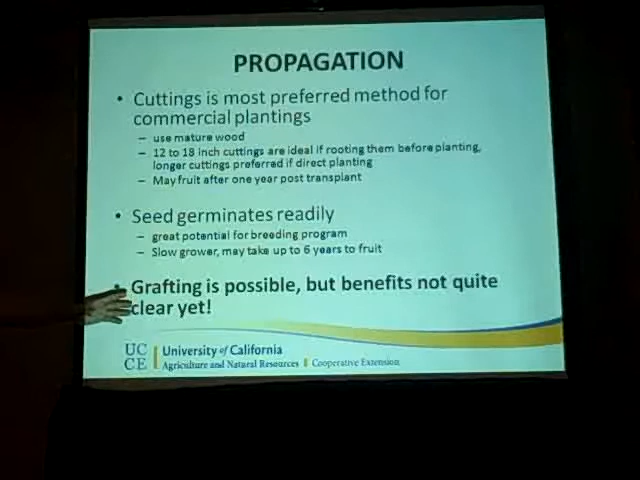 PROPAGATION
• Cuttings is most preferred method for
commercial plantings
– use mature wood
– 12 to 18 inch cuttings are ideal if rooting them before planting,
longer cuttings preferred if direct planting
– May fruit after one year post transplant
• Seed germinates readily
– great potential for breeding program
– Slow grower, may take up to 6 years to fruit
• Grafting is possible, but benefits not quite
clear yet!
UC
CE
University of California
Agriculture and Natural Resources Cooperative Extension